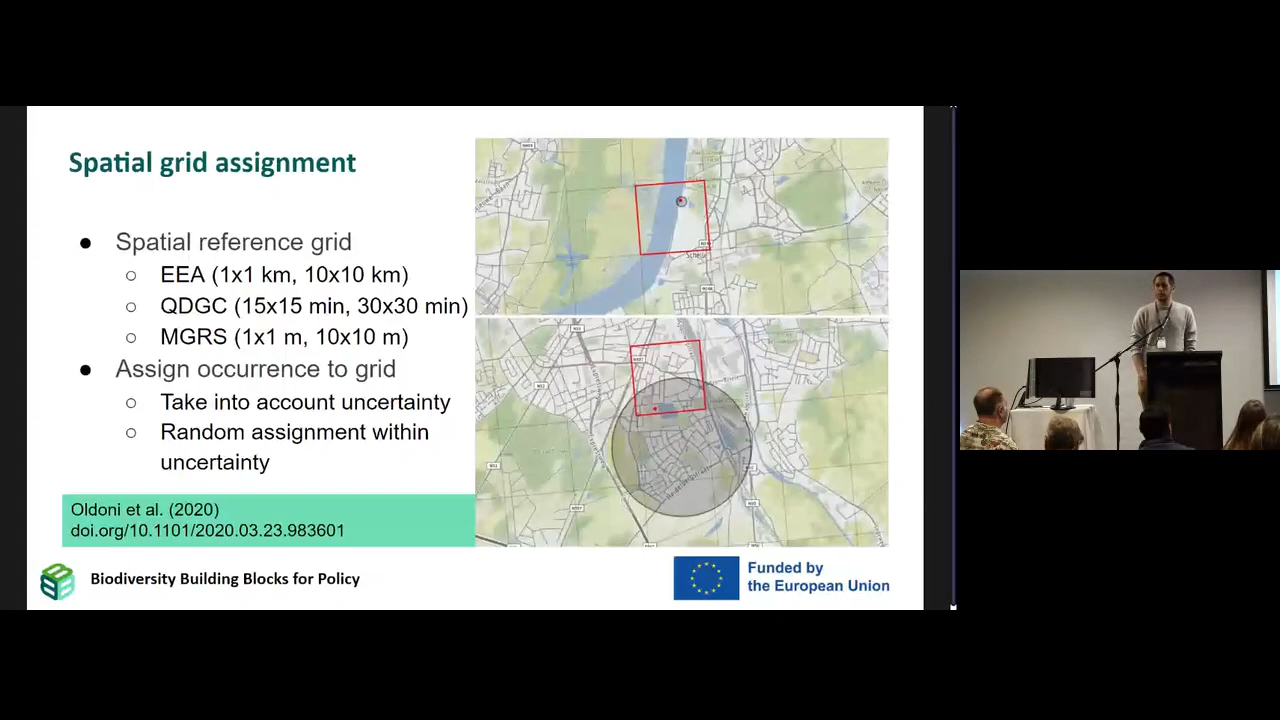 Spatial grid assignment
● Spatial reference grid
○ EEA (1x1 km, 10x10 km)
○ QDGC (15x15 min, 30x30 min)
○ MGRS (1x1 m, 10x10 m)
● Assign occurrence to grid
○ Take into account uncertainty
○ Random assignment within
uncertainty
Oldoni et al. (2020)
doi.org/10.1101/2020.03.23.983601
Schelle
Biodiversity Building Blocks for Policy
Funded by
the European Union